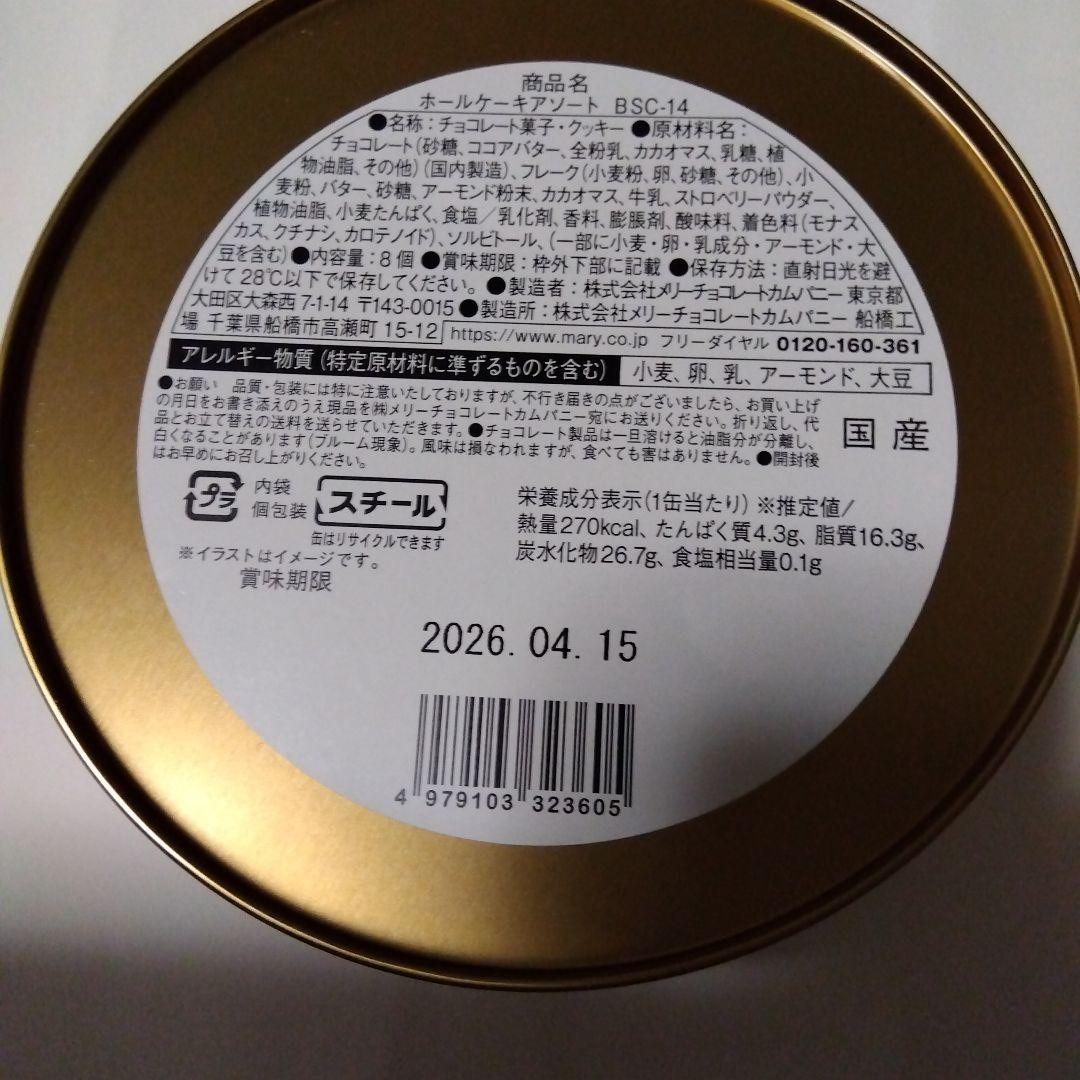 商品名
ホールケーキアソート BSC-14
●名称：チョコレート菓子・クッキー ●原材料名：
チョコレート（砂糖、ココアバター、全粉乳、カカオマス、乳糖、植
物油脂、その他）（国内製造）、フレーク（小麦粉、卵、砂糖、その他）、小
麦粉、バター、砂糖、アーモンド粉末、カカオマス、牛乳、ストロベリーパウダー、
植物油脂、小麦たんぱく、食塩／乳化剤、香料、膨脹剤、酸味料、着色料（モナス
カス、クチナシ、カロテノイド）、ソルビトール、（一部に小麦・卵・乳成分・アーモンド・大
豆を含む）●内容量：8個 ●賞味期限：枠外下部に記載 ●保存方法：直射日光を避
けて28℃以下で保存してください。●製造者：株式会社メリーチョコレートカムパニー 東京都
大田区大森西7-1-14 〒143-0015 ●製造所：株式会社メリーチョコレートカムパニー 船橋工
場 千葉県船橋市高瀬町15-12 https://www.mary.co.jp フリーダイヤル 0120-160-361
アレルギー物質（特定原材料に準ずるものを含む） 小麦、卵、乳、アーモンド、大豆
●お願い 品質・包装には特に注意いたしておりますが、不行き届きの点がございましたら、お買い上げ
の月日をお書き添えのうえ現品を㈱メリーチョコレートカムパニー宛にお送りください。折り返し、代
品とお立て替えの送料を送らせていただきます。●チョコレート製品は一旦溶けると油脂分が分離し、
白くなることがあります（ブルーム現象）。風味は損なわれますが、食べても害はありません。●開封後
はお早めにお召し上がりください。
国産
プラ 内袋
個包装
スチール
缶はリサイクルできます
※イラストはイメージです。
栄養成分表示（1缶当たり）※推定値／
熱量270kcal、たんぱく質4.3g、脂質16.3g、
炭水化物26.7g、食塩相当量0.1g
賞味期限
2026.04.15
4 979103 323605